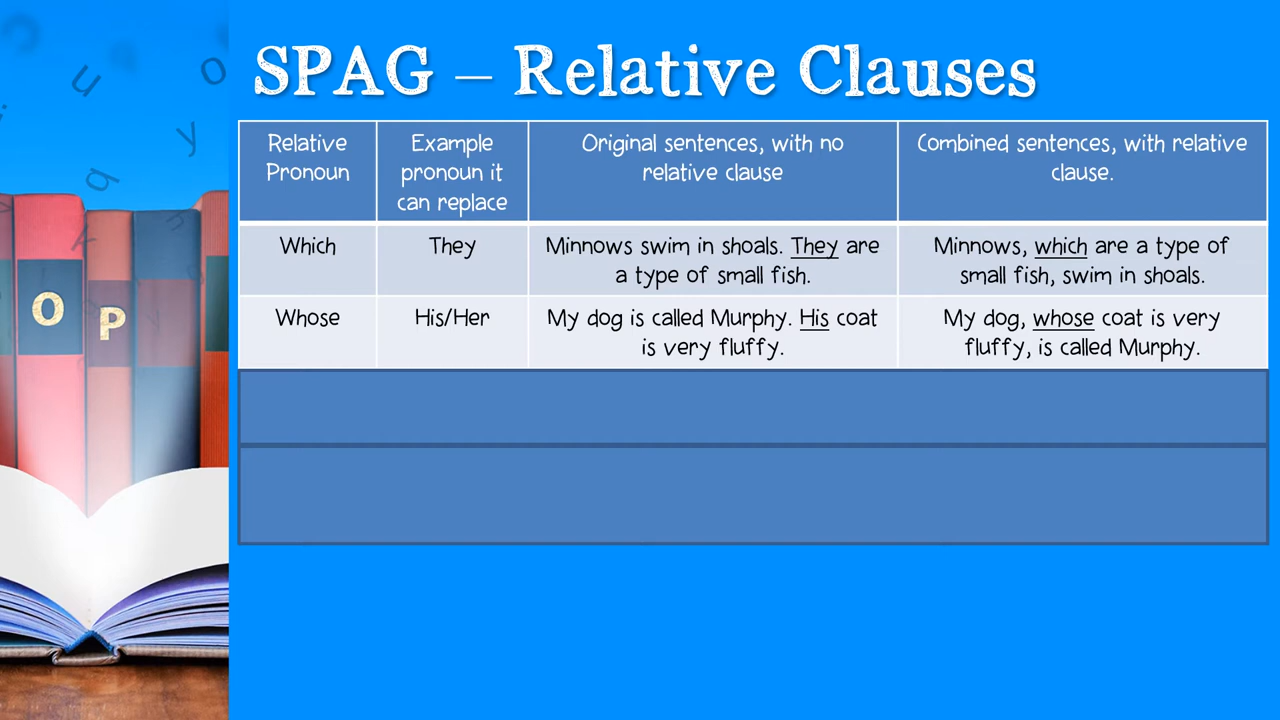 SPAG – Relative Clauses
Relative
Pronoun
Example
pronoun it
can replace
Original sentences, with no
relative clause
Combined sentences, with relative
clause.
Which
They
Minnows swim in shoals. They are
a type of small fish.
Minnows, which are a type of
small fish, swim in shoals.
Whose
His/Her
My dog is called Murphy. His coat
is very fluffy.
My dog, whose coat is very
fluffy, is called Murphy.
u
o
y
q
k
O
P